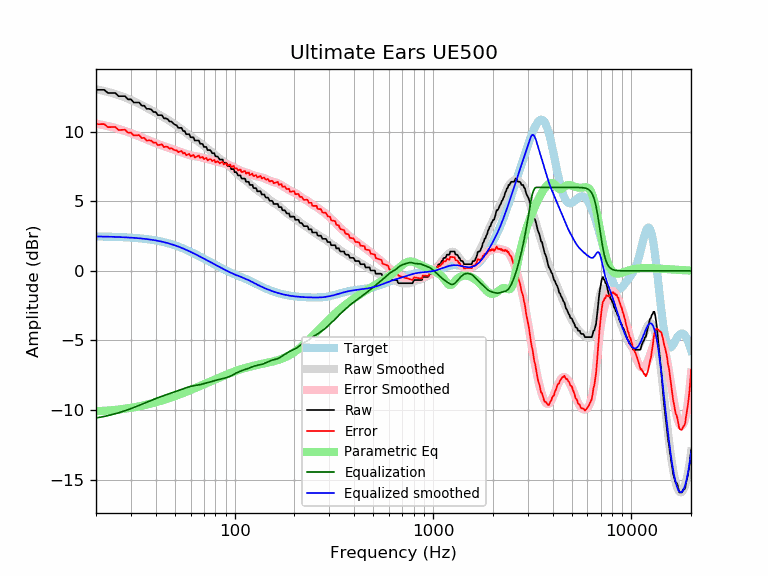 Ultimate Ears UE500
Amplitude (dBr)
10
5
0
−5
−10
−15
Target
Raw Smoothed
Error Smoothed
Raw
Error
Parametric Eq
Equalization
Equalized smoothed
100 1000 10000
Frequency (Hz)